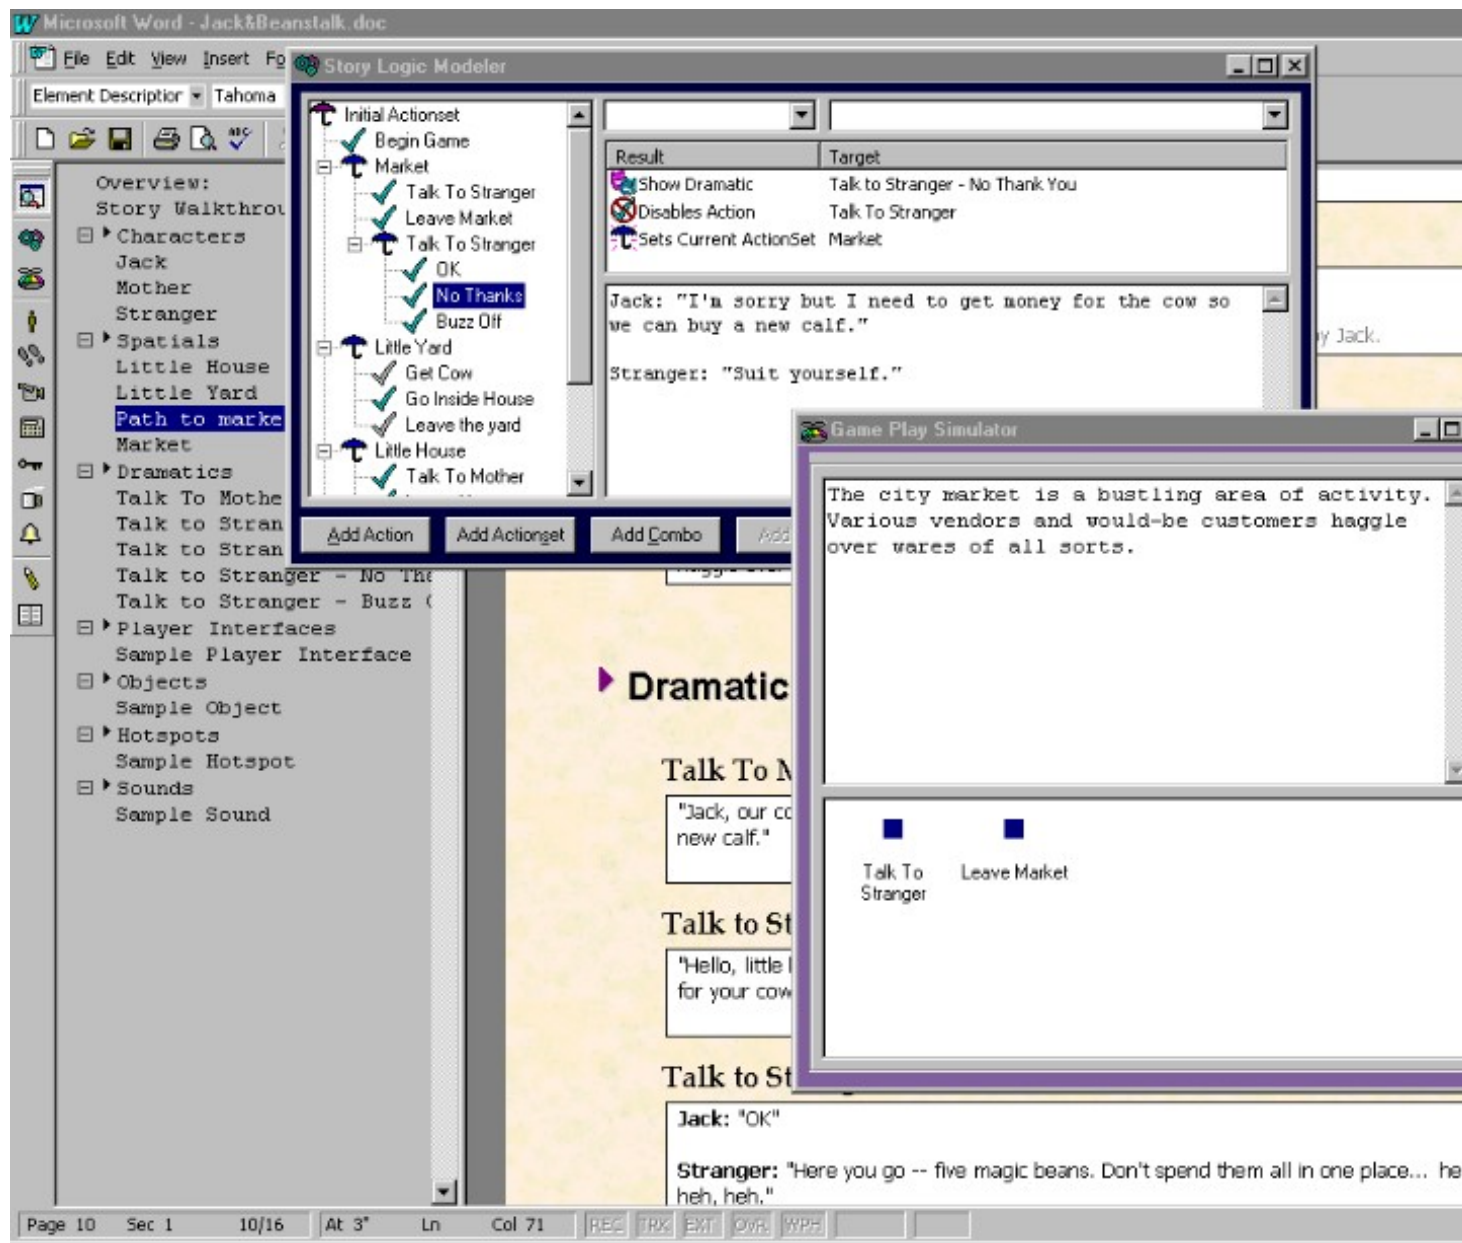 Microsoft Word - Jack&Beanstalk.doc
File Edit View Insert Fo
Element Descriptior Tahoma
Overview:
Story Walkthrou
Characters
Jack
Mother
Stranger
Spatials
Little House
Little Yard
Path to marke
Market
Dramatics
Talk To Mothe
Talk to Stran
Talk to Stran
Talk to Stranger - No The
Talk to Stranger - Buzz
Player Interfaces
Sample Player Interface
Objects
Sample Object
Hotspots
Sample Hotspot
Sounds
Sample Sound
Story Logic Modeler
Initial Actionset
Begin Game
Market
Talk To Stranger
Leave Market
Talk To Stranger
OK
No Thanks
Buzz Off
Little Yard
Get Cow
Go Inside House
Leave the yard
Little House
Talk To Mother
Result Target
Show Dramatic Talk to Stranger - No Thank You
Disables Action Talk To Stranger
Sets Current ActionSet Market
Jack: "I'm sorry but I need to get money for the cow so
we can buy a new calf."
Stranger: "Suit yourself."
Add Action Add Actionset Add Combo Add
y Jack.
Game Play Simulator
The city market is a bustling area of activity.
Various vendors and would-be customers haggle
over wares of all sorts.
Talk To
Stranger
Leave Market
Dramatic
Talk To M
"Jack, our co
new calf."
Talk to St
"Hello, little
for your cow
Talk to St
Jack: "OK"
Stranger: "Here you go -- five magic beans. Don't spend them all in one place... he
heh, heh."
Page 10 Sec 1 10/16 At 3" Ln Col 71 REC TRK EXT OVR WPH